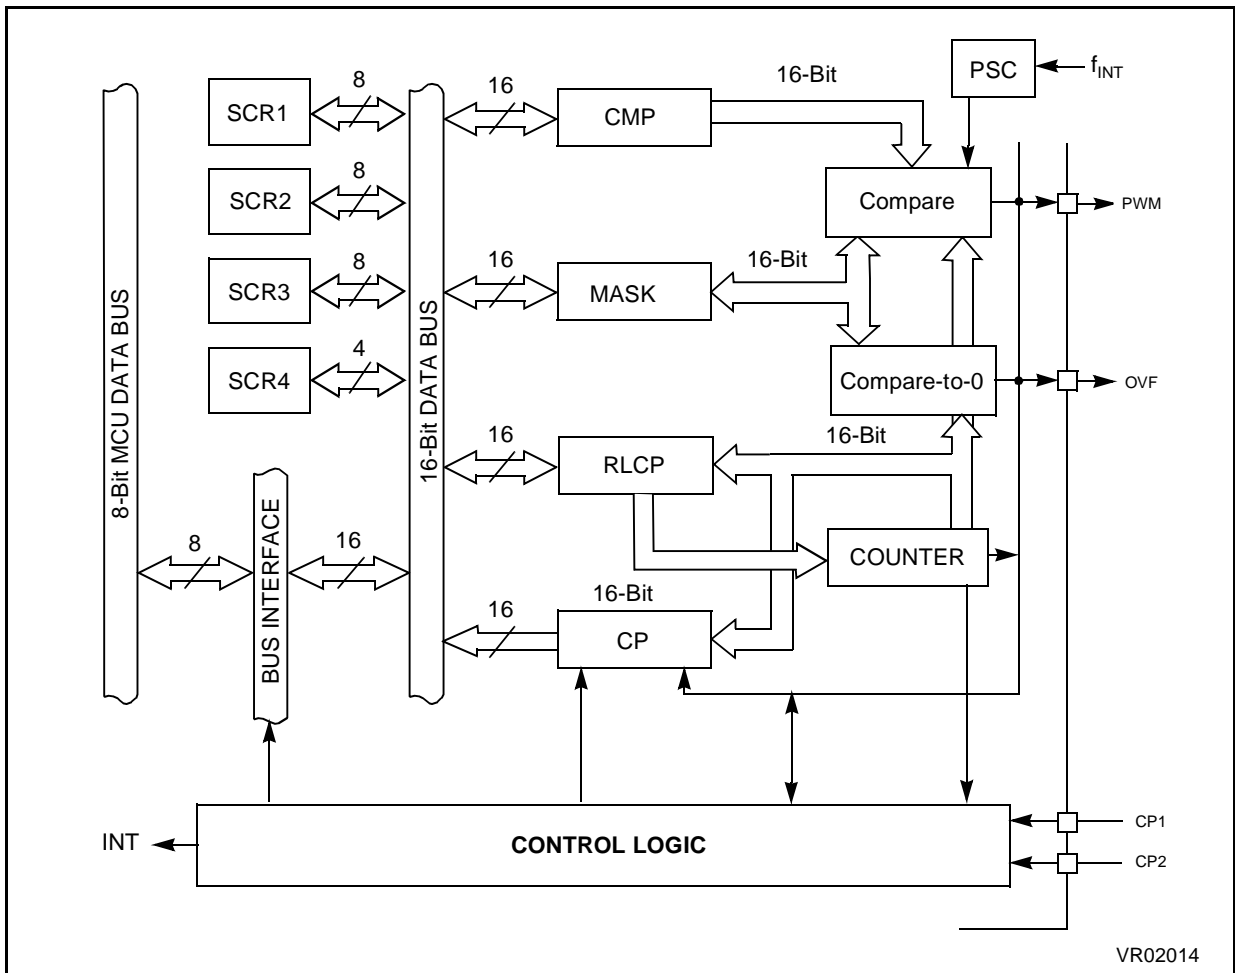 PSC
fINT
16-Bit
8
16
SCR1
CMP
8
SCR2
Compare
PWM
8
16
16-Bit
SCR3
MASK
4
SCR4
Compare-to-0
OVF
8-Bit MCU DATA BUS
16-Bit DATA BUS
16
16-Bit
RLCP
BUS INTERFACE
8
16
COUNTER
16-Bit
16
CP
INT
CONTROL LOGIC
CP1
CP2
VR02014